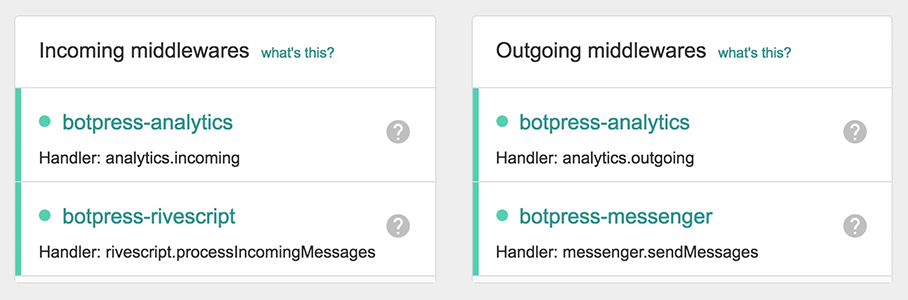 Incoming middlewares what's this?
botpress-analytics
?
Handler: analytics.incoming
botpress-rivescript
?
Handler: rivescript.processIncomingMessages
Outgoing middlewares what's this?
botpress-analytics
?
Handler: analytics.outgoing
botpress-messenger
?
Handler: messenger.sendMessages